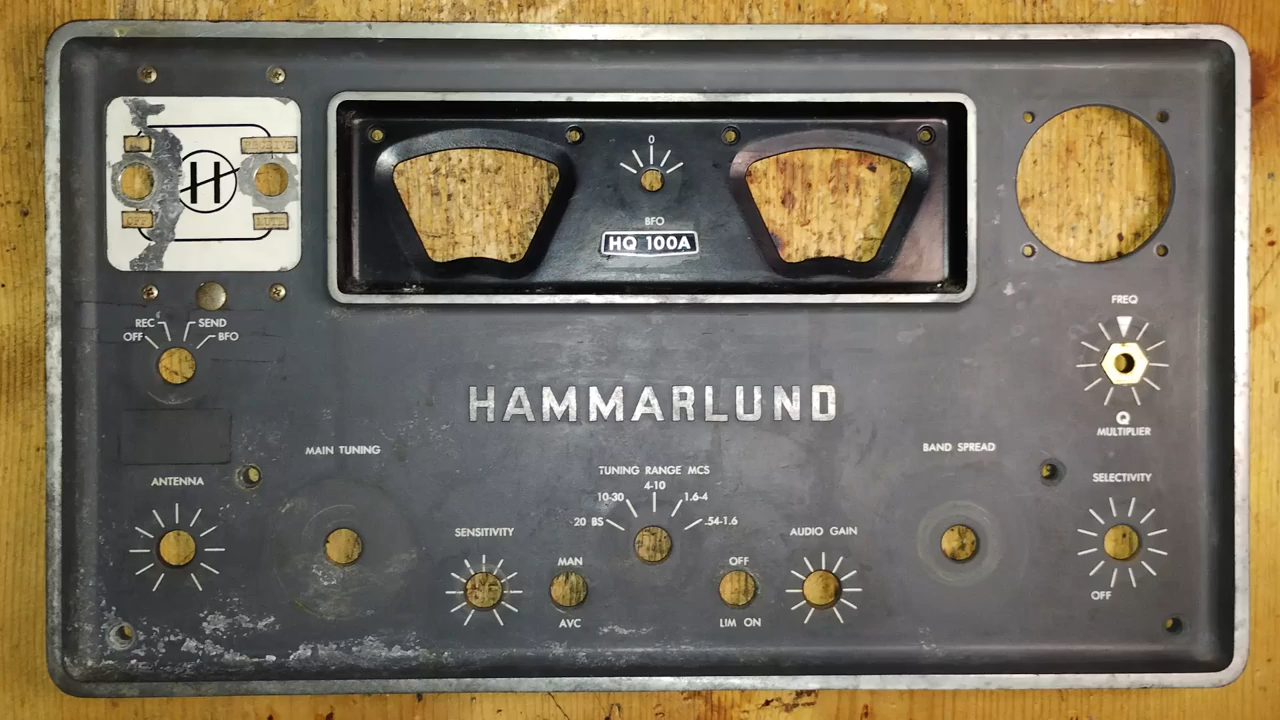 H
RECEIVE
OFF
0
BFO
HQ 100A
FREQ
REC
SEND
OFF
BFO
HAMMARLUND
Q
MULTIPLIER
MAIN TUNING
BAND SPREAD
TUNING RANGE MCS
ANTENNA
4-10
SELECTIVITY
10-30
1.6-4
20 BS
.54-1.6
SENSITIVITY
AUDIO GAIN
MAN
OFF
OFF
AVC
LIM ON